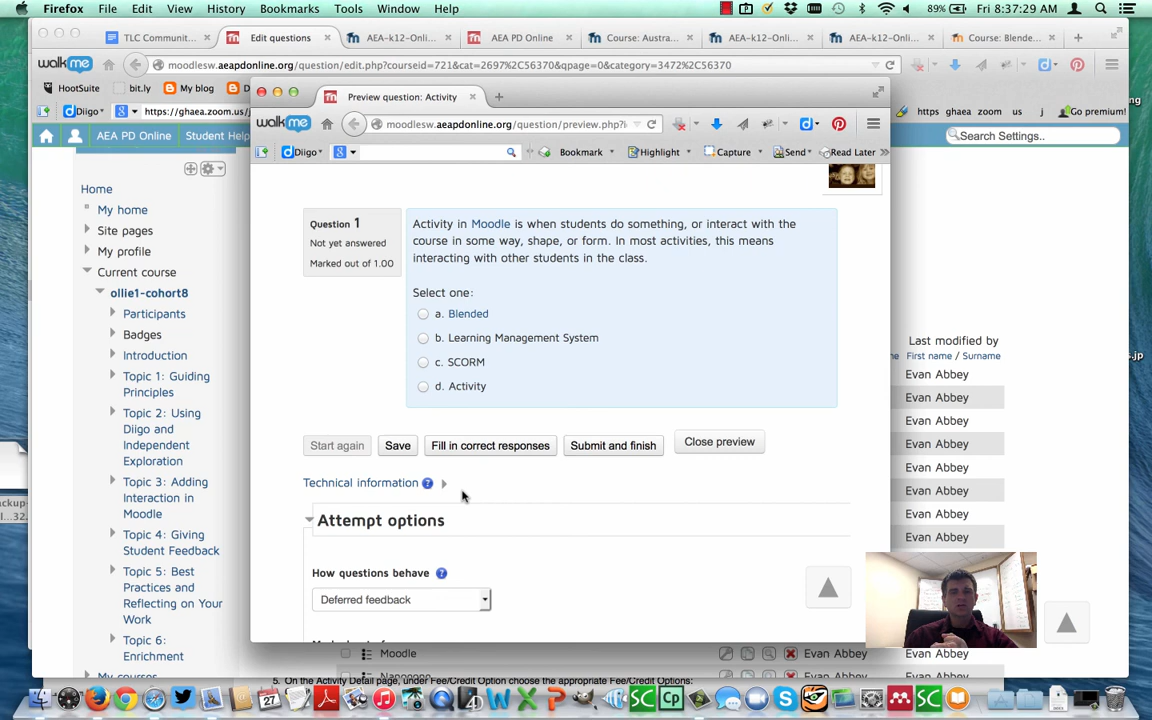 Firefox File Edit View History Bookmarks Tools Window Help
89% Fri 8:37:29 AM
TLC Communit...
Edit questions
AEA-k12-Onli...
AEA PD Online
Course: Austra...
AEA-k12-Onli...
AEA-k12-Onli...
Course: Blende...
walkme
moodlesw.aeapdonline.org/question/edit.php?courseid=721&cat=2697%2C56370&qpage=0&category=3472%2C56370
HootSuite bit.ly My blog
Diigo https://ghaea.zoom.us/j
https ghaea zoom us j Go premium!
AEA PD Online Student Help
Search Settings..
Preview question: Activity
walkme
moodlesw.aeapdonline.org/question/preview.php?i
Diigo Bookmark Highlight Capture Send Read Later »
Home
My home
Site pages
My profile
Current course
ollie1-cohort8
Participants
Badges
Introduction
Topic 1: Guiding
Principles
Topic 2: Using
Diigo and
Independent
Exploration
Topic 3: Adding
Interaction in
Moodle
Topic 4: Giving
Student Feedback
Topic 5: Best
Practices and
Reflecting on Your
Work
Topic 6:
Enrichment
My courses
Question 1
Not yet answered
Marked out of 1.00
Activity in Moodle is when students do something, or interact with the
course in some way, shape, or form. In most activities, this means
interacting with other students in the class.
Select one:
a. Blended
b. Learning Management System
c. SCORM
d. Activity
Start again Save Fill in correct responses Submit and finish Close preview
Technical information
Attempt options
How questions behave
Deferred feedback
Last modified by
First name / Surname
Evan Abbey
Evan Abbey
Evan Abbey
Evan Abbey
Evan Abbey
Evan Abbey
Evan Abbey
Evan Abbey
Moodle Evan Abbey
Evan Abbey
5. On the Activity Detail page, under Fee/Credit Option choose the appropriate Fee/Credit Options: